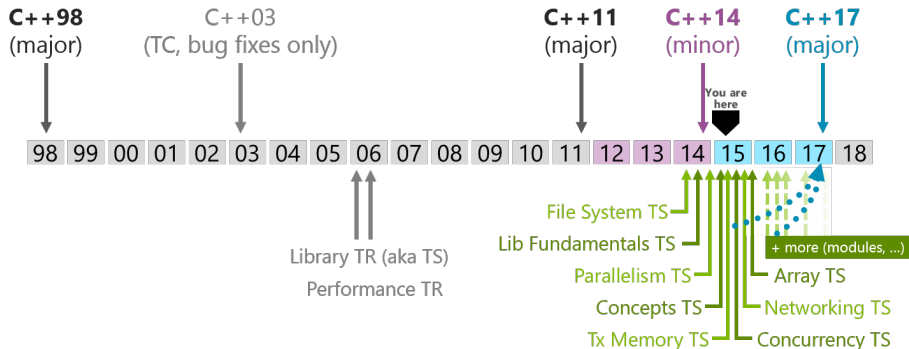 C++98
(major)
C++03
(TC, bug fixes only)
C++11
(major)
C++14
(minor)
C++17
(major)
You are
here
98 99 00 01 02 03 04 05 06 07 08 09 10 11 12 13 14 15 16 17 18
File System TS
Lib Fundamentals TS
+ more (modules, ...)
Library TR (aka TS)
Parallelism TS
Array TS
Performance TR
Concepts TS
Networking TS
Tx Memory TS
Concurrency TS